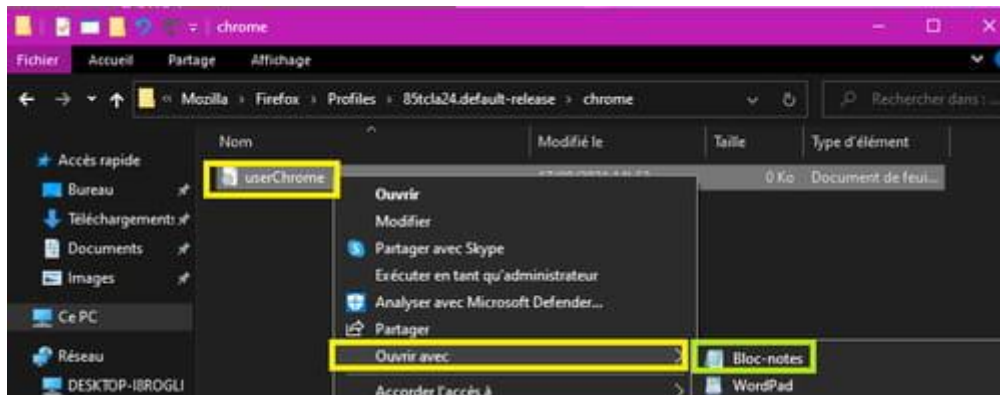 chrome
Fichier Accueil Partage Affichage
« Mozilla › Firefox › Profiles › 85tcla24.default-release › chrome
Rechercher dans :
Nom Modifié le Taille Type d'élément
Accès rapide
userChrome 0 Ko Document de feui...
Bureau
Ouvrir
Modifier
Téléchargements
Documents
Partager avec Skype
Images
Exécuter en tant qu'administrateur
Analyser avec Microsoft Defender...
Ce PC
Partager
Réseau
Ouvrir avec
Bloc-notes
DESKTOP-I8ROGLI
Accorder l'accès à
WordPad